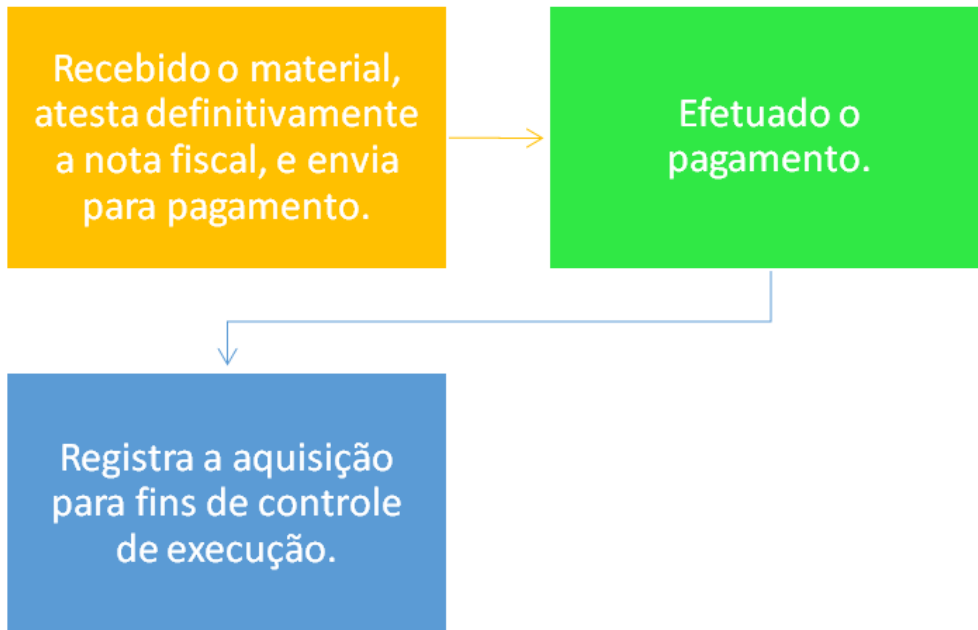 Recebido o material,
atesta definitivamente
a nota fiscal, e envia
para pagamento.
Efetuado o
pagamento.
Registra a aquisição
para fins de controle
de execução.